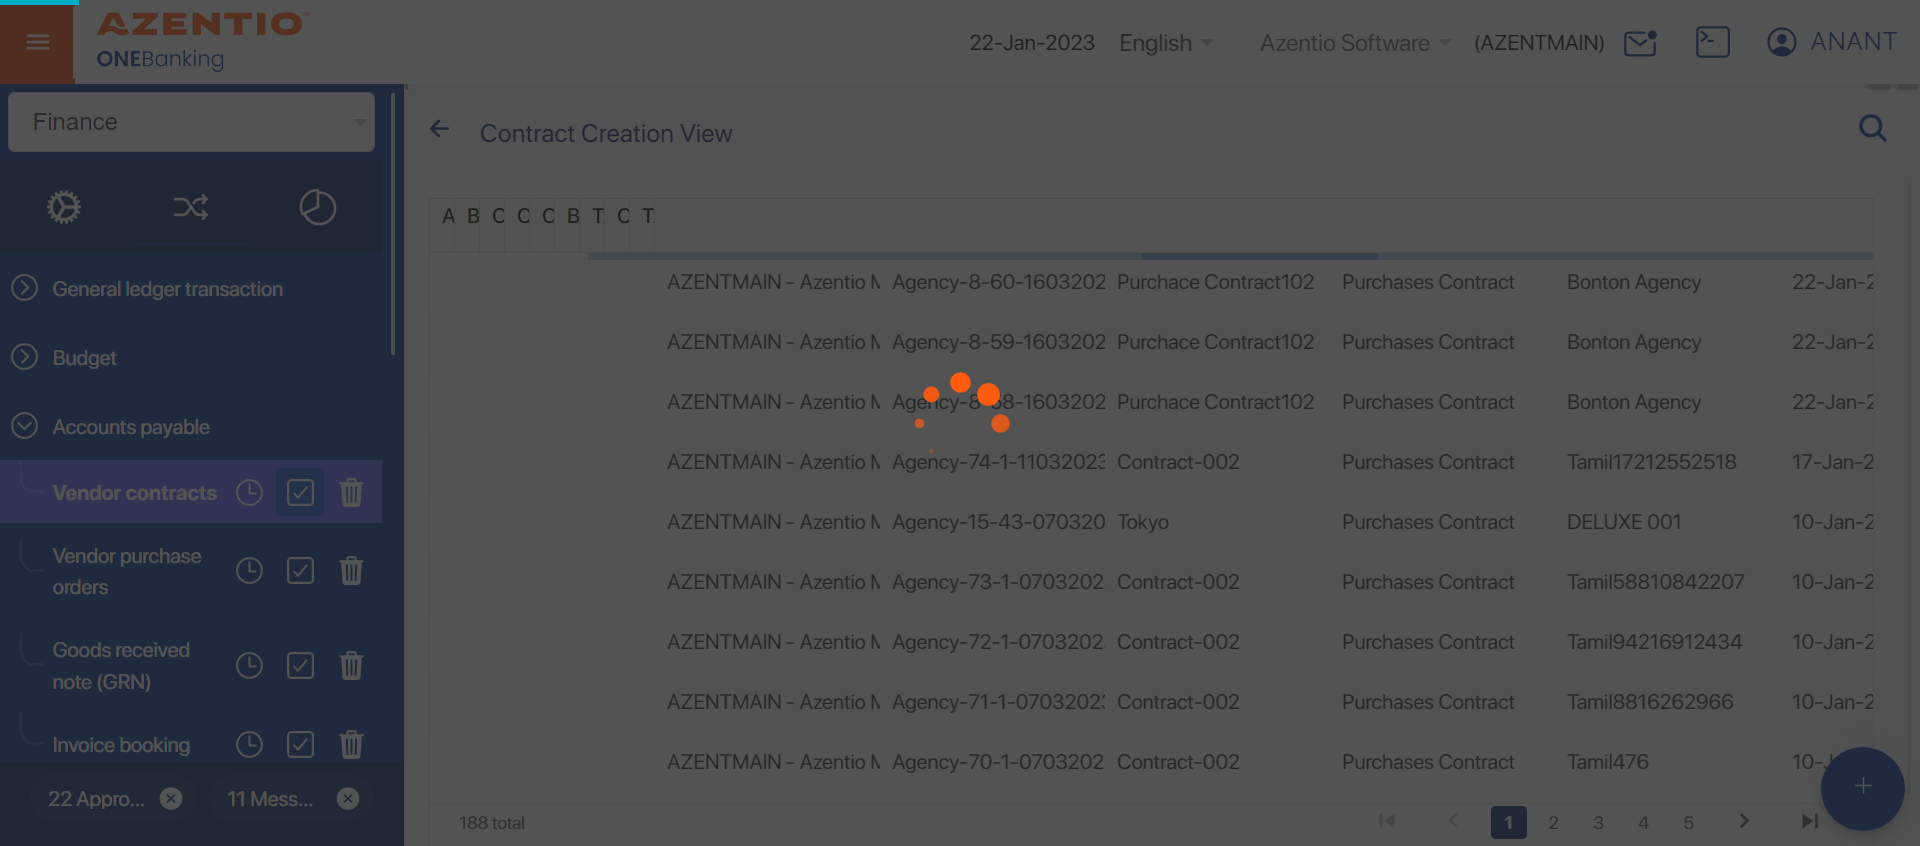 AZENTIO™
ONEBanking
22-Jan-2023
English
Azentio Software
(AZENTMAIN)
ANANT
Finance
General ledger transaction
Budget
Accounts payable
Vendor contracts
Vendor purchase
orders
Goods received
note (GRN)
Invoice booking
22 Appro...
11 Mess...
Contract Creation View
A B C C C B T C T
AZENTMAIN - Azentio M Agency-8-60-1603202 Purchace Contract102 Purchases Contract Bonton Agency 22-Jan-2
AZENTMAIN - Azentio M Agency-8-59-1603202 Purchace Contract102 Purchases Contract Bonton Agency 22-Jan-2
AZENTMAIN - Azentio M Agency-8-58-1603202 Purchace Contract102 Purchases Contract Bonton Agency 22-Jan-2
AZENTMAIN - Azentio M Agency-74-1-11032023 Contract-002 Purchases Contract Tamil17212552518 17-Jan-2
AZENTMAIN - Azentio M Agency-15-43-070320 Tokyo Purchases Contract DELUXE 001 10-Jan-2
AZENTMAIN - Azentio M Agency-73-1-0703202 Contract-002 Purchases Contract Tamil58810842207 10-Jan-2
AZENTMAIN - Azentio M Agency-72-1-0703202 Contract-002 Purchases Contract Tamil94216912434 10-Jan-2
AZENTMAIN - Azentio M Agency-71-1-07032023 Contract-002 Purchases Contract Tamil8816262966 10-Jan-2
AZENTMAIN - Azentio M Agency-70-1-0703202 Contract-002 Purchases Contract Tamil476 10-J
188 total
1 2 3 4 5